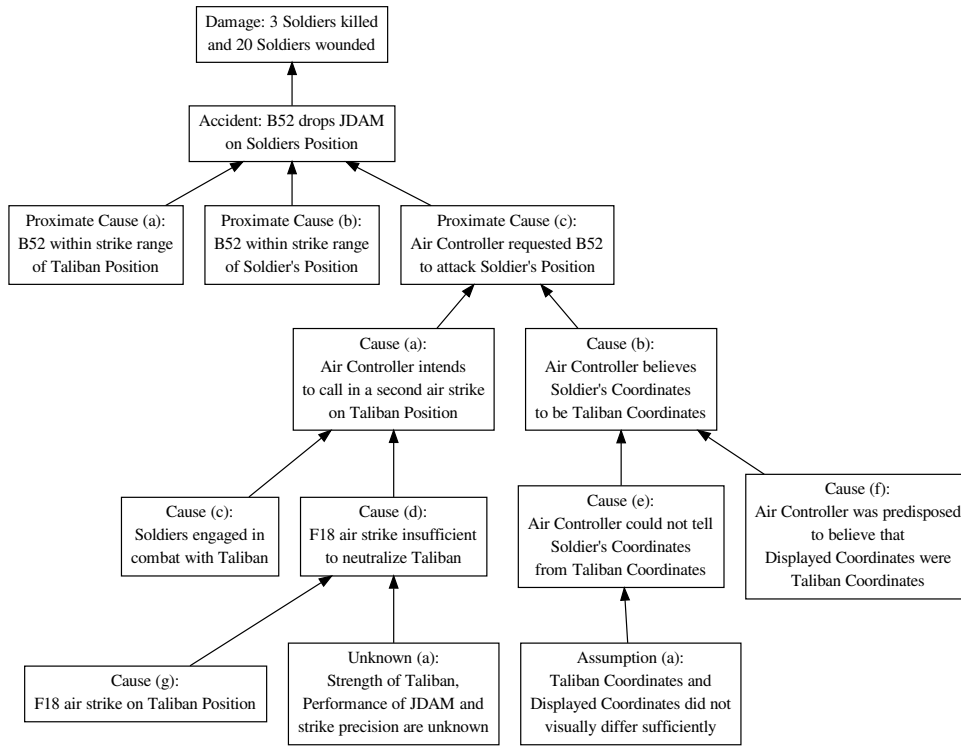 Damage: 3 Soldiers killed
and 20 Soldiers wounded
Accident: B52 drops JDAM
on Soldiers Position
Proximate Cause (a):
B52 within strike range
of Taliban Position
Proximate Cause (b):
B52 within strike range
of Soldier's Position
Proximate Cause (c):
Air Controller requested B52
to attack Soldier's Position
Cause (a):
Air Controller intends
to call in a second air strike
on Taliban Position
Cause (b):
Air Controller believes
Soldier's Coordinates
to be Taliban Coordinates
Cause (c):
Soldiers engaged in
combat with Taliban
Cause (d):
F18 air strike insufficient
to neutralize Taliban
Cause (e):
Air Controller could not tell
Soldier's Coordinates
from Taliban Coordinates
Cause (f):
Air Controller was predisposed
to believe that
Displayed Coordinates were
Taliban Coordinates
Cause (g):
F18 air strike on Taliban Position
Unknown (a):
Strength of Taliban,
Performance of JDAM and
strike precision are unknown
Assumption (a):
Taliban Coordinates and
Displayed Coordinates did not
visually differ sufficiently